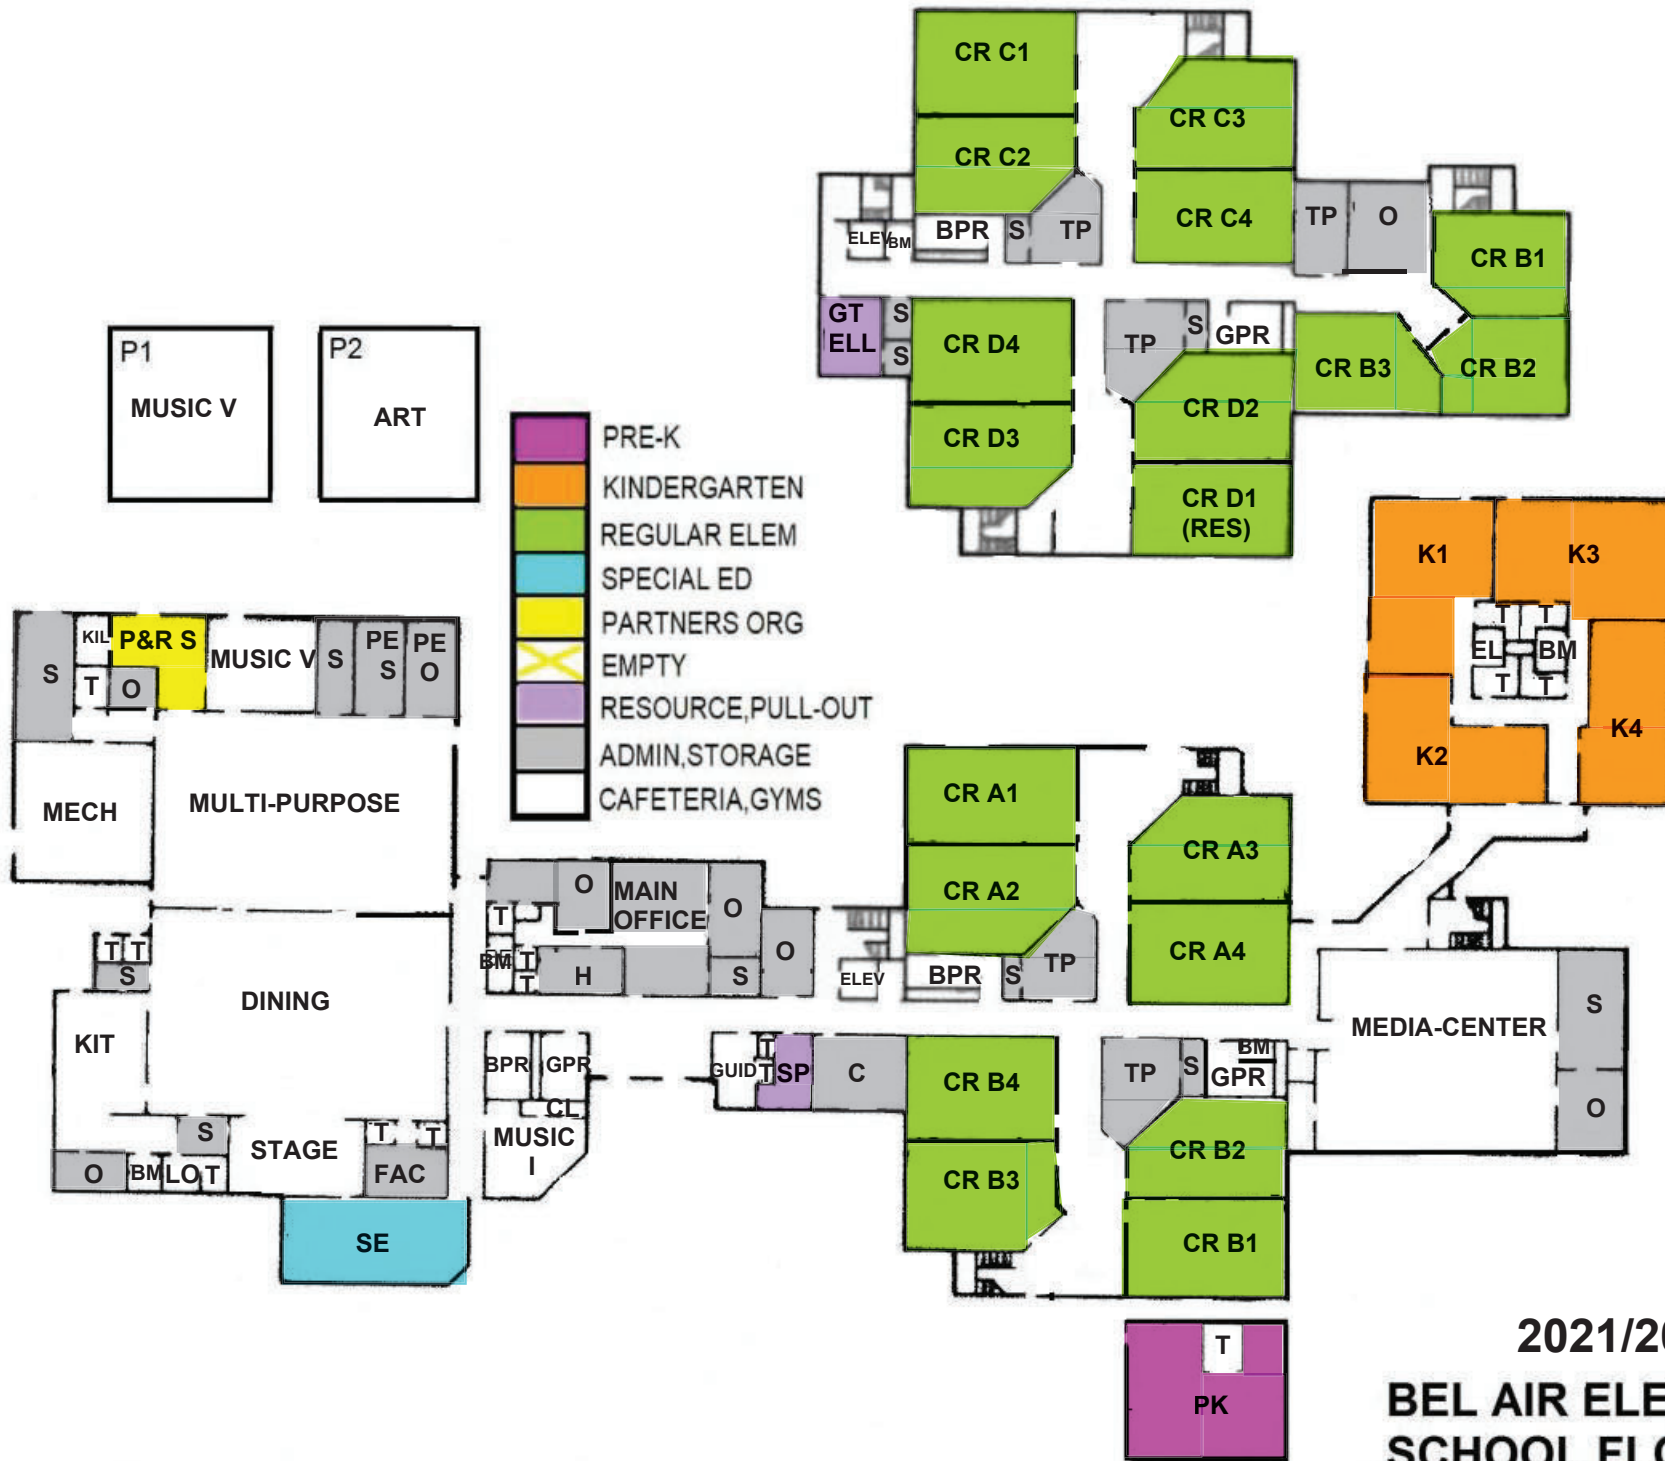 CR C1
CR C3
CR C2
CR C4
TP
O
BPR
S
TP
ELEV
BM
CR B1
GT
ELL
S
S
CR D4
TP
S
GPR
CR B3
CR B2
CR D2
CR D3
CR D1
(RES)
P1
MUSIC V
P2
ART
PRE-K
KINDERGARTEN
REGULAR ELEM
SPECIAL ED
PARTNERS ORG
EMPTY
RESOURCE,PULL-OUT
ADMIN,STORAGE
CAFETERIA,GYMS
K1
K3
T
T
EL
BM
T
T
K2
K4
S
KIL
P&R S
T
O
MUSIC V
S
PE
S
PE
O
MECH
MULTI-PURPOSE
O
MAIN
OFFICE
O
T
BM
T
T
H
S
O
T
T
S
DINING
KIT
CR A1
CR A3
CR A2
CR A4
ELEV
BPR
S
TP
MEDIA-CENTER
S
O
BPR
GPR
CL
MUSIC
I
GUID
T
T
SP
C
CR B4
TP
S
BM
GPR
CR B2
CR B3
CR B1
S
STAGE
T
T
O
BM
LO
T
FAC
SE
T
PK
2021/20
BEL AIR ELE
SCHOOL FLO